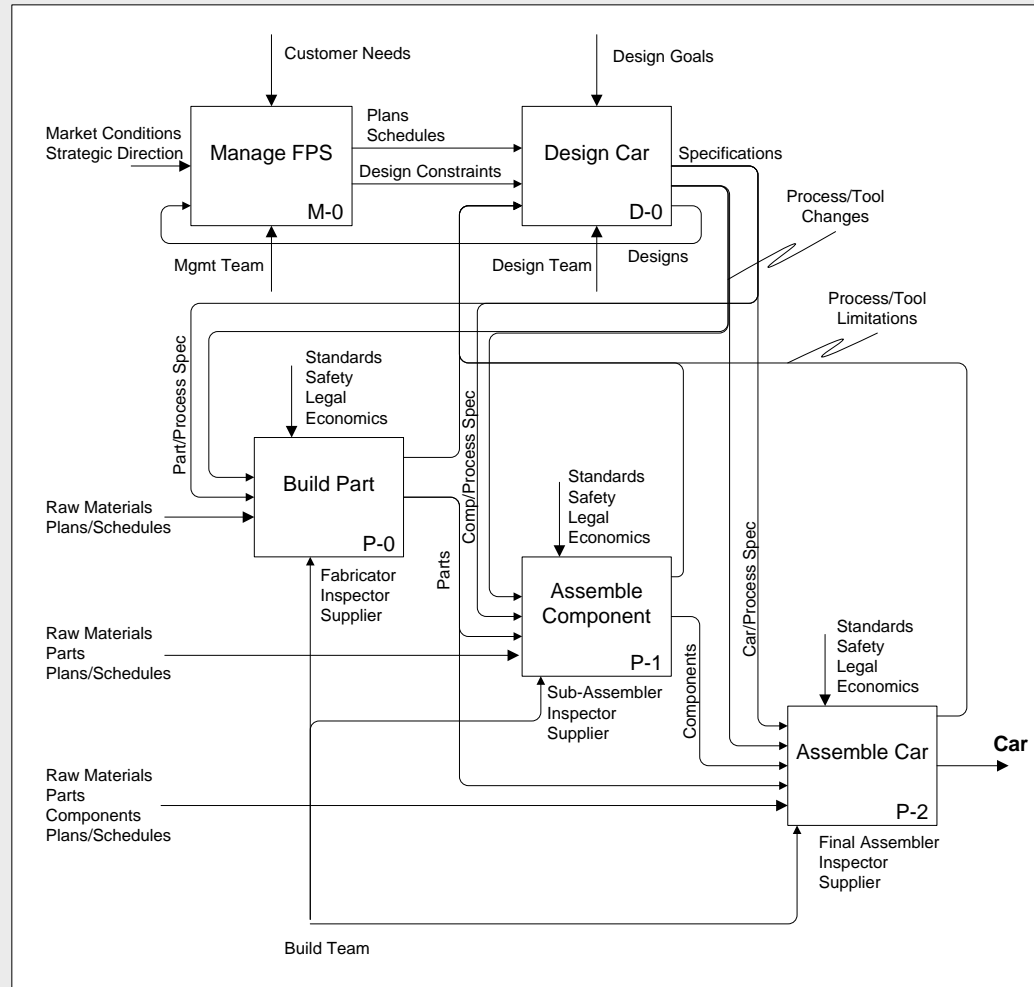 Customer Needs
Design Goals
Market Conditions
Strategic Direction
Manage FPS
M-0
Plans
Schedules
Design Constraints
Design Car
D-0
Specifications
Process/Tool
Changes
Mgmt Team
Design Team
Designs
Process/Tool
Limitations
Part/Process Spec
Standards
Safety
Legal
Economics
Comp/Process Spec
Build Part
P-0
Raw Materials
Plans/Schedules
Standards
Safety
Legal
Economics
Car/Process Spec
Parts
Fabricator
Inspector
Supplier
Assemble
Component
P-1
Raw Materials
Parts
Plans/Schedules
Standards
Safety
Legal
Economics
Sub-Assembler
Inspector
Supplier
Components
Assemble Car
P-2
Car
Raw Materials
Parts
Components
Plans/Schedules
Final Assembler
Inspector
Supplier
Build Team